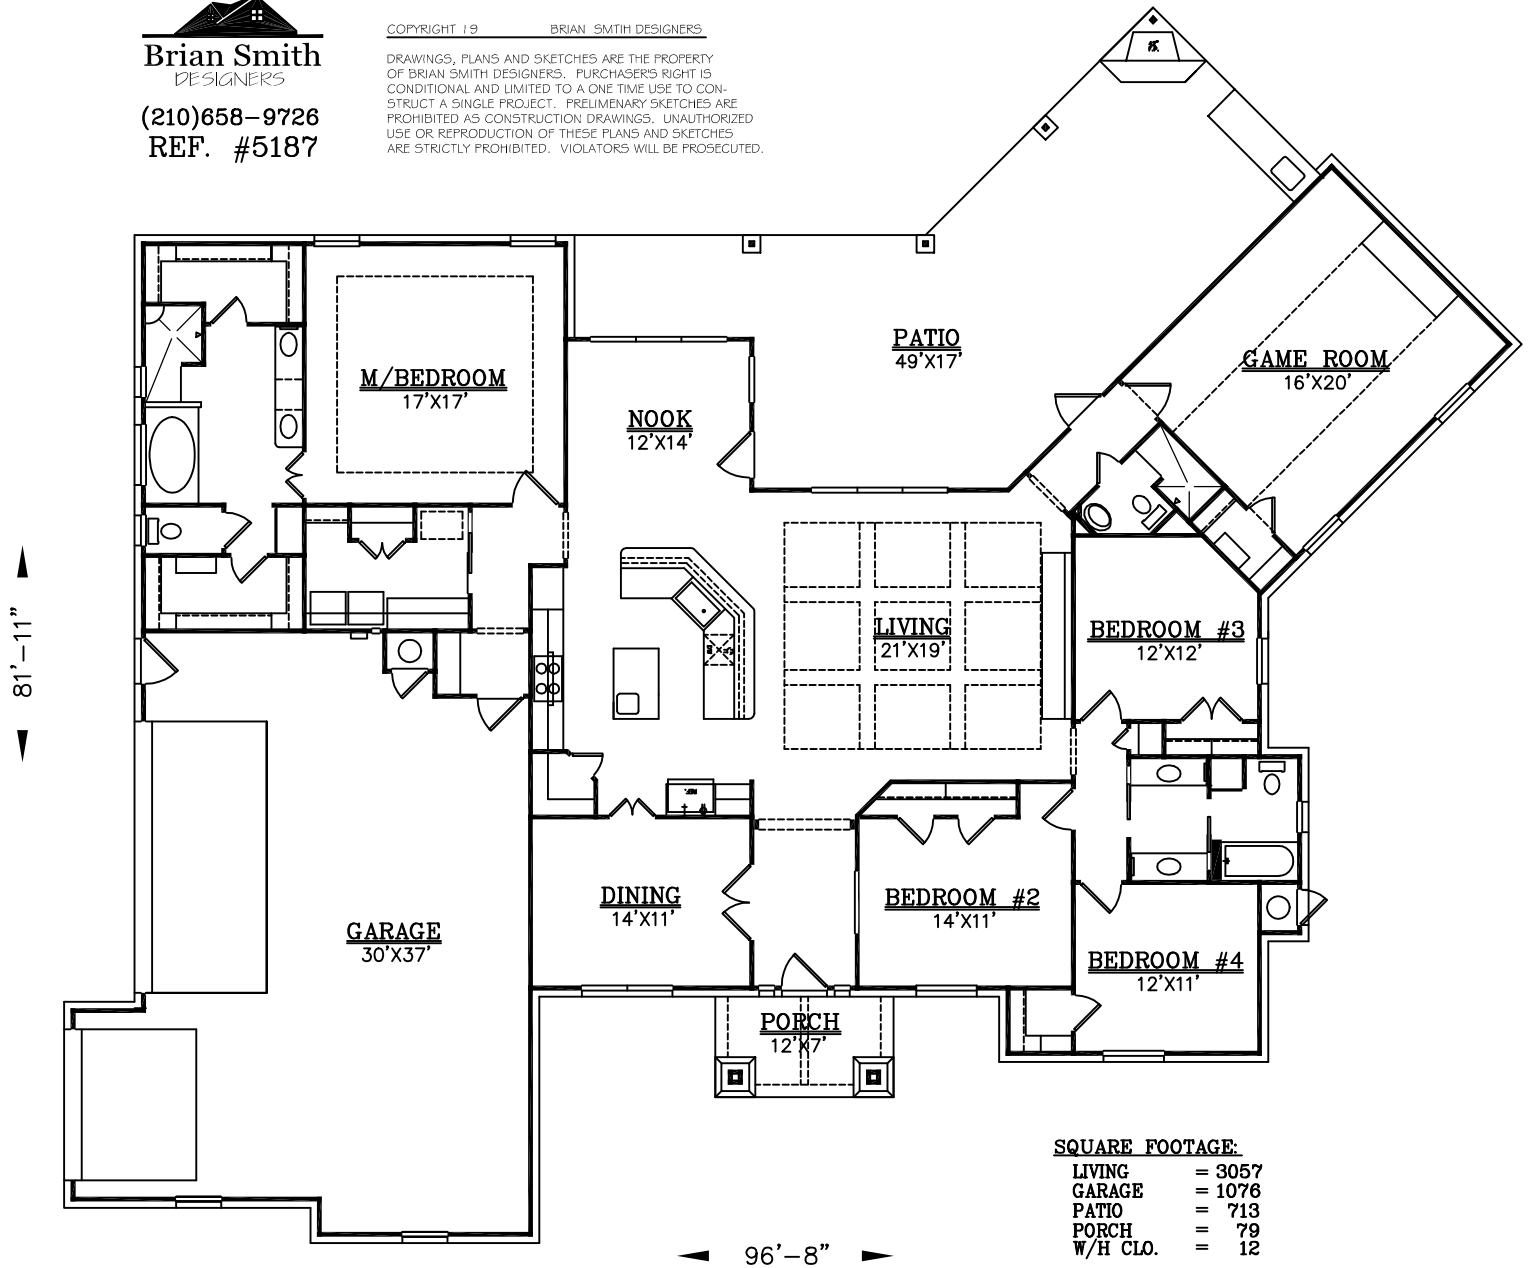 Brian Smith
DESIGNERS
(210)658-9726
REF. #5187
COPYRIGHT 19 BRIAN SMTIH DESIGNERS
DRAWINGS, PLANS AND SKETCHES ARE THE PROPERTY
OF BRIAN SMITH DESIGNERS. PURCHASER'S RIGHT IS
CONDITIONAL AND LIMITED TO A ONE TIME USE TO CON-
STRUCT A SINGLE PROJECT. PRELIMENARY SKETCHES ARE
PROHIBITED AS CONSTRUCTION DRAWINGS. UNAUTHORIZED
USE OR REPRODUCTION OF THESE PLANS AND SKETCHES
ARE STRICTLY PROHIBITED. VIOLATORS WILL BE PROSECUTED.
PATIO
49'X17'
GAME ROOM
16'X20'
M/BEDROOM
17'X17'
NOOK
12'X14'
LIVING
21'X19'
BEDROOM #3
12'X12'
81'-11"
REF.
DINING
14'X11'
BEDROOM #2
14'X11'
GARAGE
30'X37'
BEDROOM #4
12'X11'
PORCH
12'X7'
SQUARE FOOTAGE:
LIVING = 3057
GARAGE = 1076
PATIO = 713
PORCH = 79
W/H CLO. = 12
96'-8"